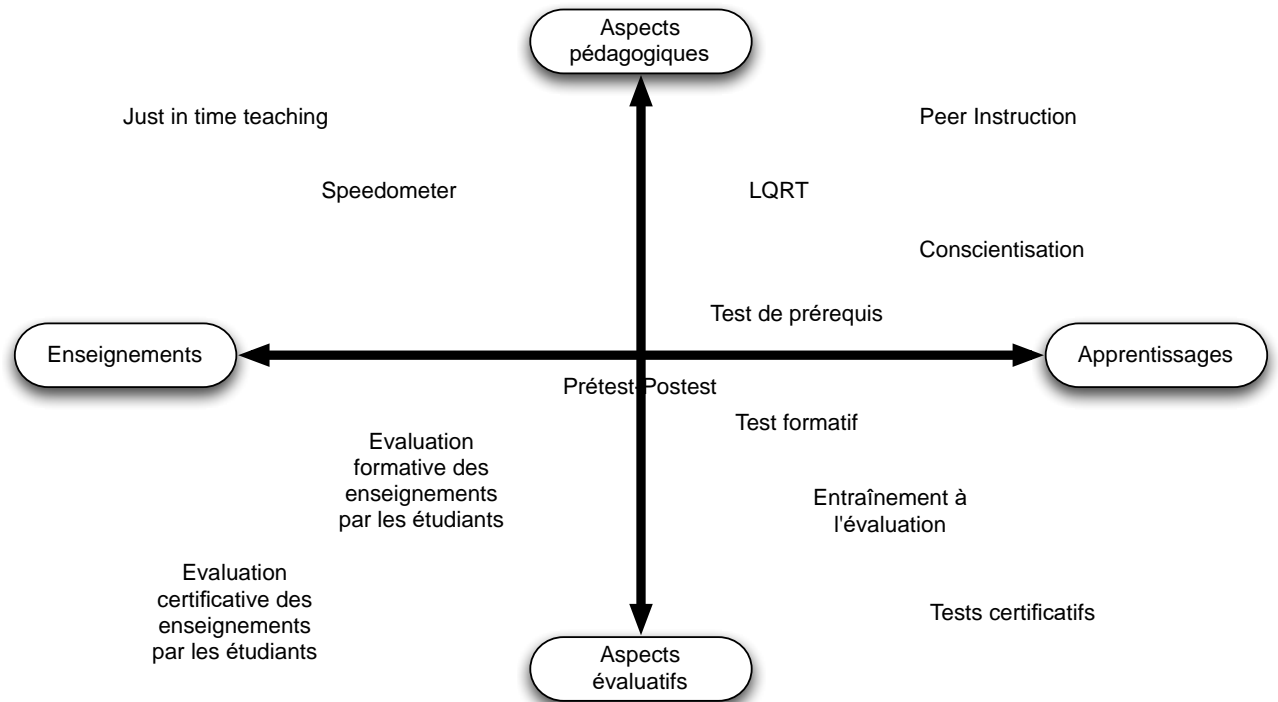 Aspects
pédagogiques
Just in time teaching
Peer Instruction
Speedometer
LQRT
Conscientisation
Test de prérequis
Enseignements
Apprentissages
Prétest-Postest
Test formatif
Evaluation
formative des
enseignements
par les étudiants
Entraînement à
l'évaluation
Evaluation
certificative des
enseignements
par les étudiants
Tests certificatifs
Aspects
évaluatifs